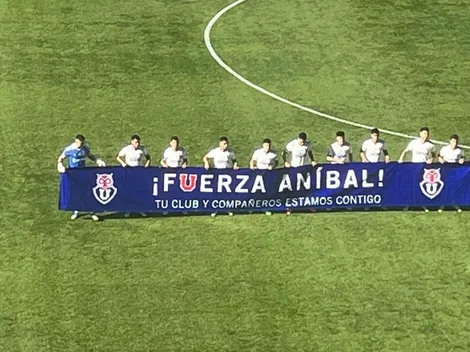 ¡FUERZA ANÍBAL!
TU CLUB Y COMPAÑEROS ESTAMOS CONTIGO